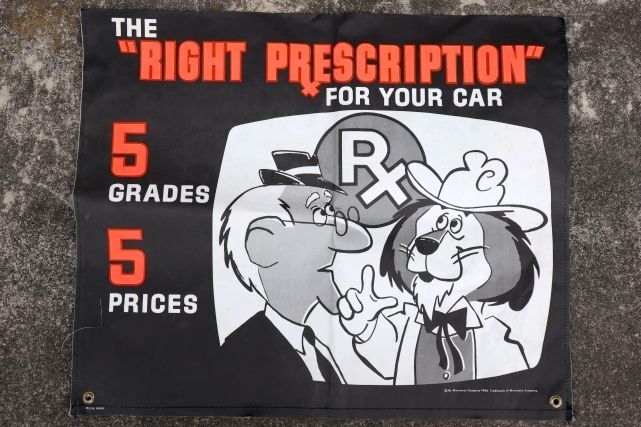 THE
"RIGHT PRESCRIPTION"
FOR YOUR CAR
5
GRADES
5
PRICES
Rx